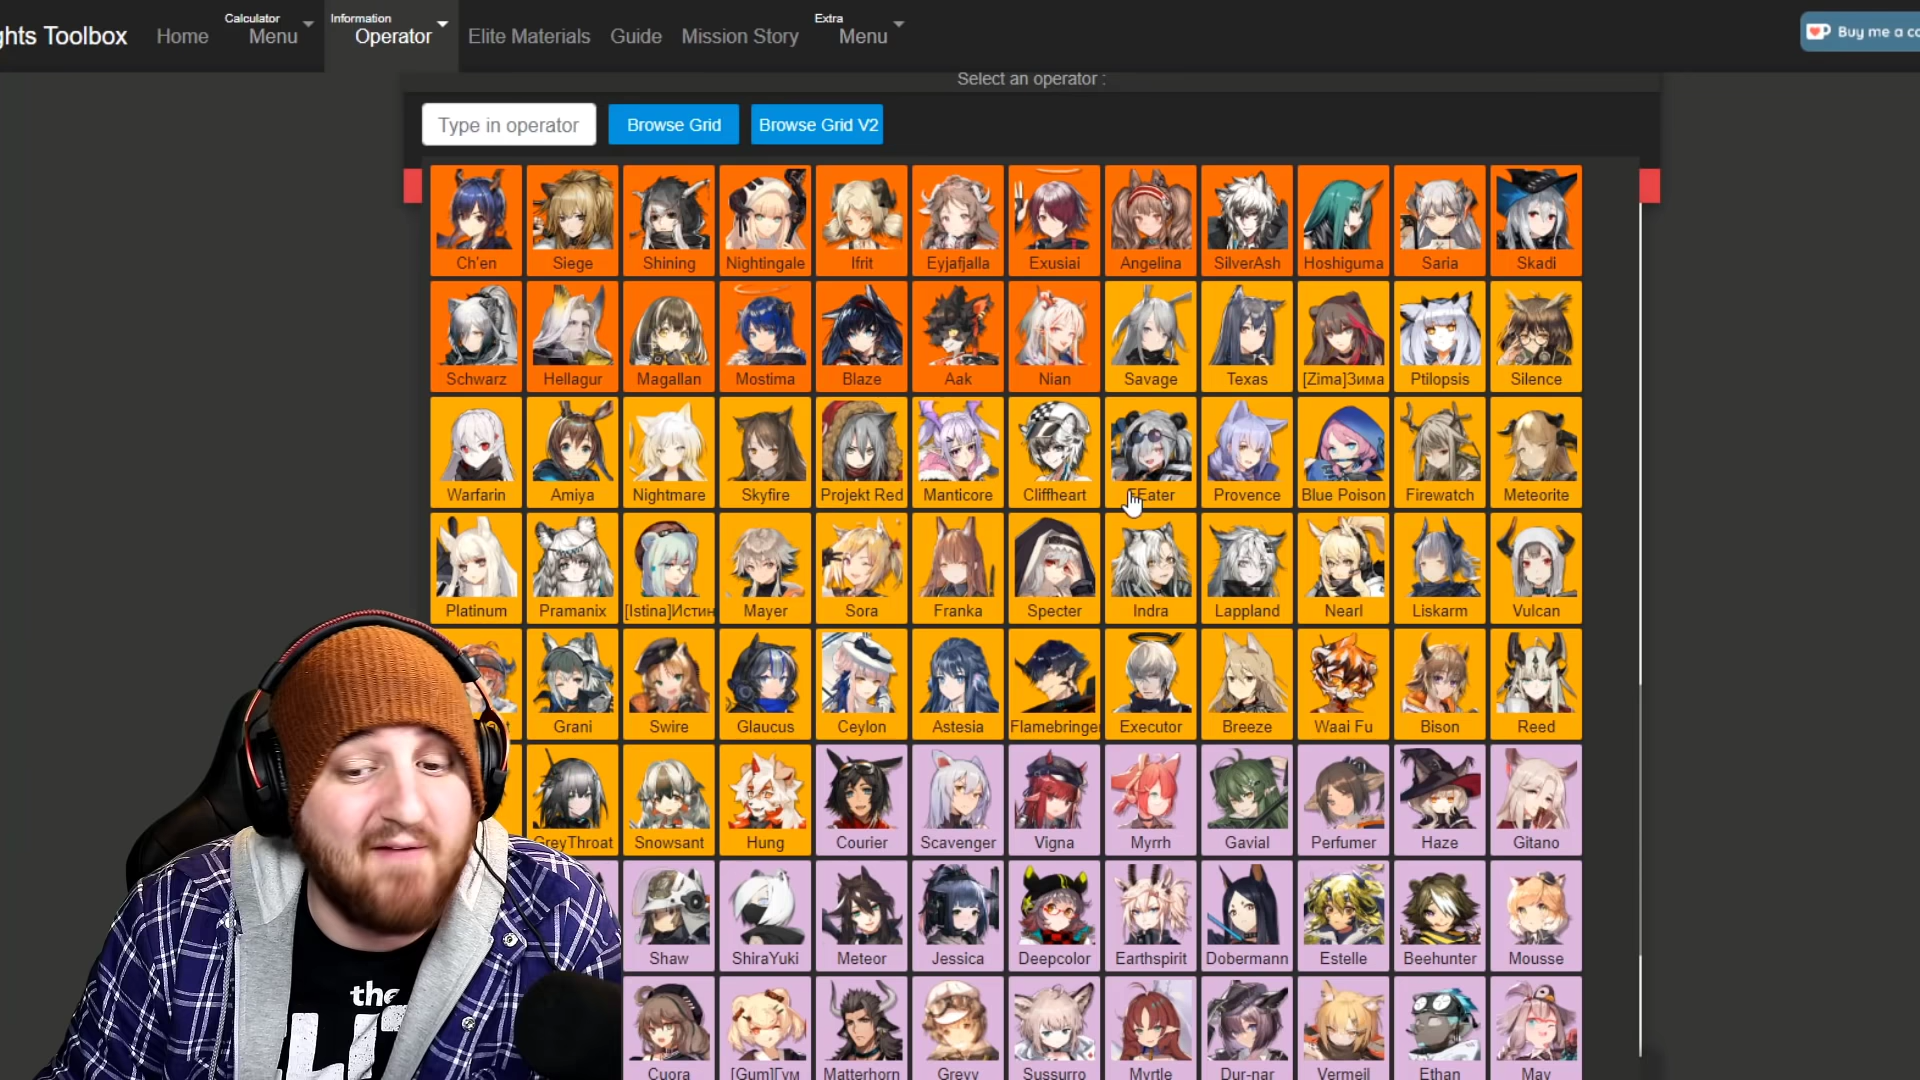 ghts Toolbox
Home
Calculator
Menu
Information
Operator
Elite Materials
Guide
Mission Story
Extra
Menu
Buy me a co
Select an operator :
Type in operator
Browse Grid
Browse Grid V2
Ch'en Siege Shining Nightingale Ifrit Eyjafjalla Exusiai Angelina SilverAsh Hoshiguma Saria Skadi
Schwarz Hellagur Magallan Mostima Blaze Aak Nian Savage Texas [Zima]Зима Ptilopsis Silence
Warfarin Amiya Nightmare Skyfire Projekt Red Manticore Cliffheart FEater Provence Blue Poison Firewatch Meteorite
Platinum Pramanix [Istina]Истин Mayer Sora Franka Specter Indra Lappland Nearl Liskarm Vulcan
Grani Swire Glaucus Ceylon Astesia Flamebringer Executor Breeze Waai Fu Bison Reed
GreyThroat Snowsant Hung Courier Scavenger Vigna Myrrh Gavial Perfumer Haze Gitano
Shaw ShiraYuki Meteor Jessica Deepcolor Earthspirit Dobermann Estelle Beehunter Mousse
Cuora [Gum]Гум Matterhorn Greyy Sussurro Myrtle Dur-nar Vermeil Ethan May
the